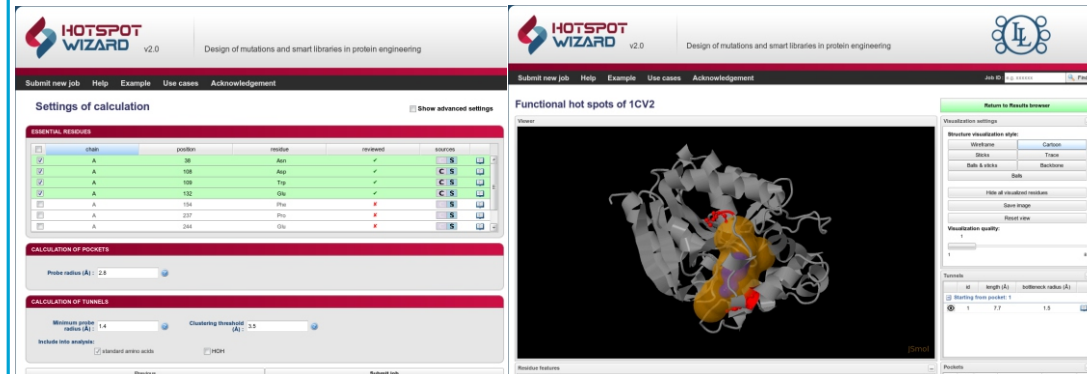 HOTSPOT
WIZARD v2.0
Design of mutations and smart libraries in protein engineering
Submit new job Help Example Use cases Acknowledgement
Settings of calculation
Show advanced settings
ESSENTIAL RESIDUES
chain position residue reviewed sources
A 38 Asn ✓ S
A 108 Asp ✓ C S
A 109 Trp ✓ C S
A 132 Glu ✓ C S
A 154 Phe ✗ S
A 237 Pro ✗ S
A 244 Glu ✗ S
CALCULATION OF POCKETS
Probe radius (Å) : 2.8
CALCULATION OF TUNNELS
Minimum probe radius (Å) : 1.4
Clustering threshold (Å) : 3.5
Include into analysis:
standard amino acids HOH
Previous Submit job
HOTSPOT
WIZARD v2.0
Design of mutations and smart libraries in protein engineering
LL
Submit new job Help Example Use cases Acknowledgement
Job ID :
Functional hot spots of 1CV2
Viewer
JSmol
Residue features
Return to Results browser
Visualization settings
Structure visualization style:
Wireframe Cartoon
Sticks Trace
Balls & sticks Backbone
Balls
Hide all visualized residues
Save image
Reset view
Visualization quality:
1
1
Tunnels
id length (Å) bottleneck radius (Å)
Starting from pocket: 1
1 7.7 1.5
Pockets